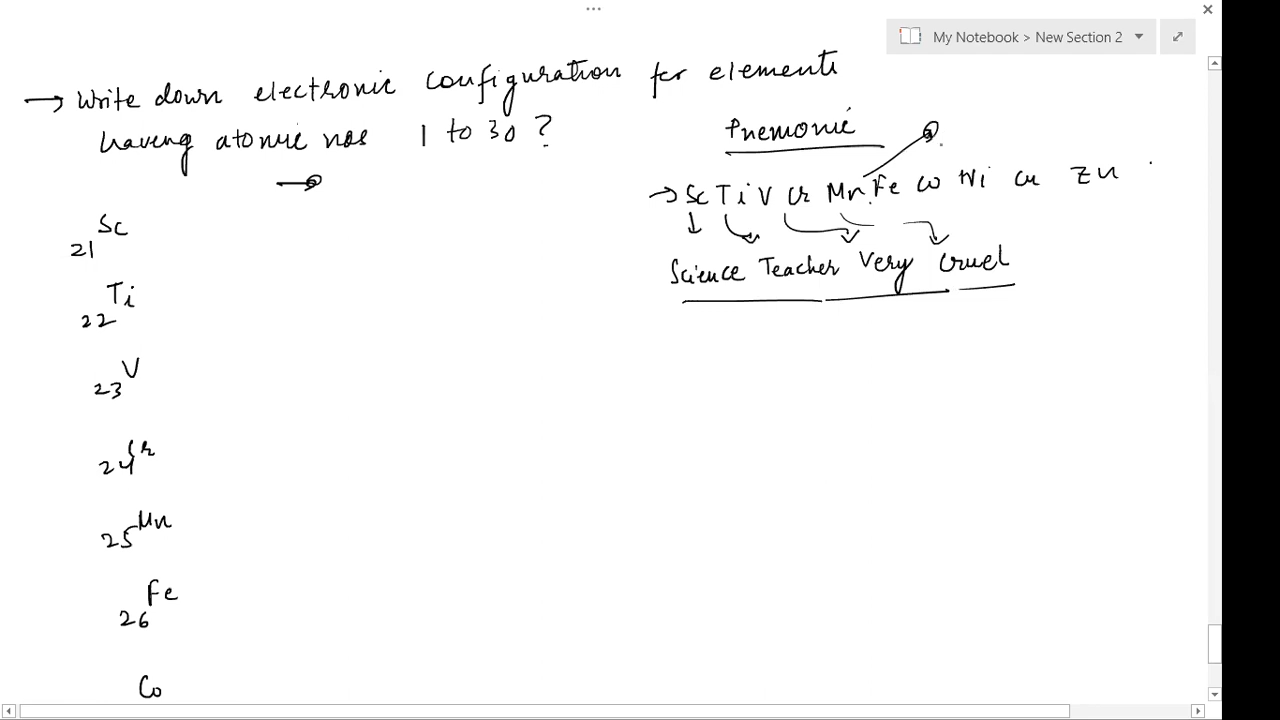 My Notebook > New Section 2
→ Write down electronic configuration for elements
having atomic nos 1 to 30 ?
Pnemonic
→ Sc Ti V Cr Mn Fe Co Ni Cu Zn
Science Teacher Very Cruel
21 Sc
22 Ti
23 V
24 Cr
25 Mn
26 Fe
Co